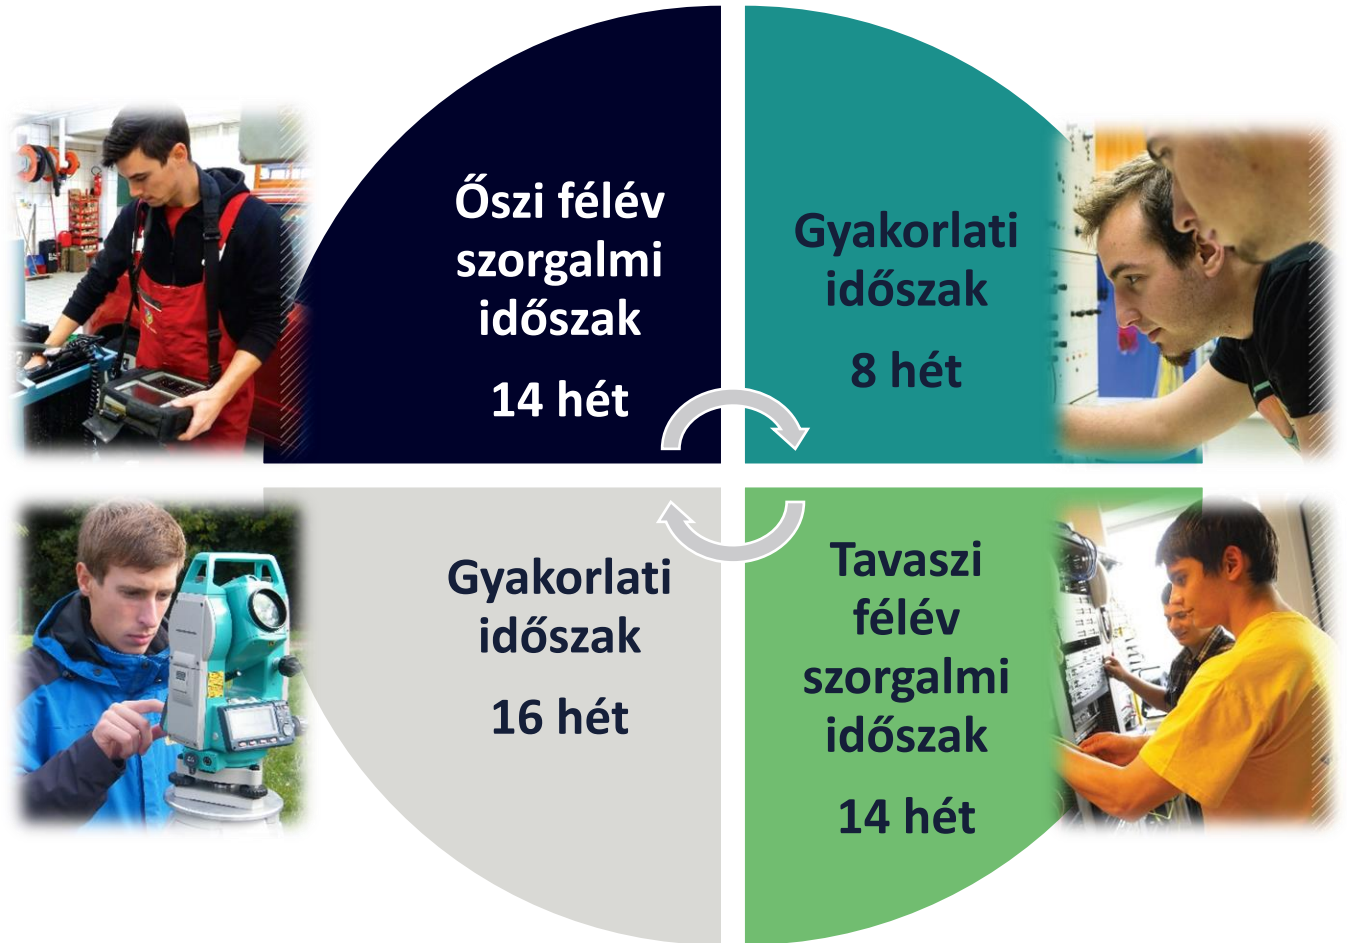 Őszi félév
szorgalmi
időszak
14 hét
Gyakorlati
időszak
8 hét
Gyakorlati
időszak
16 hét
Tavaszi
félév
szorgalmi
időszak
14 hét